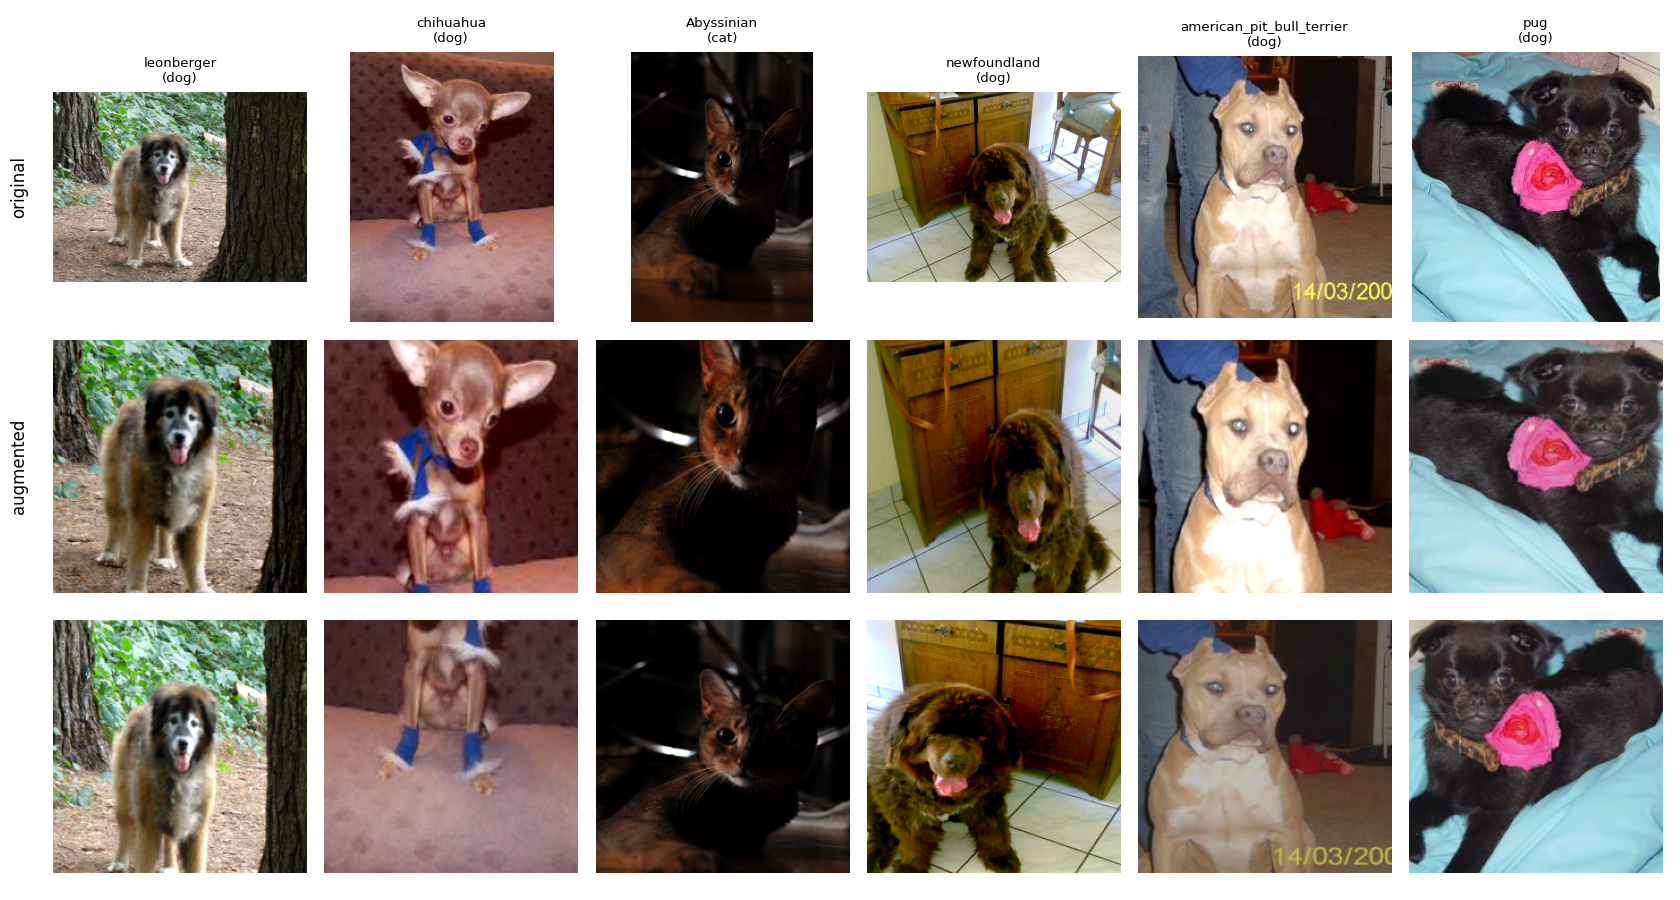 chihuahua
(dog)
Abyssinian
(cat)
american_pit_bull_terrier
(dog)
pug
(dog)
leonberger
(dog)
newfoundland
(dog)
original
14/03/200
augmented
14/03/200